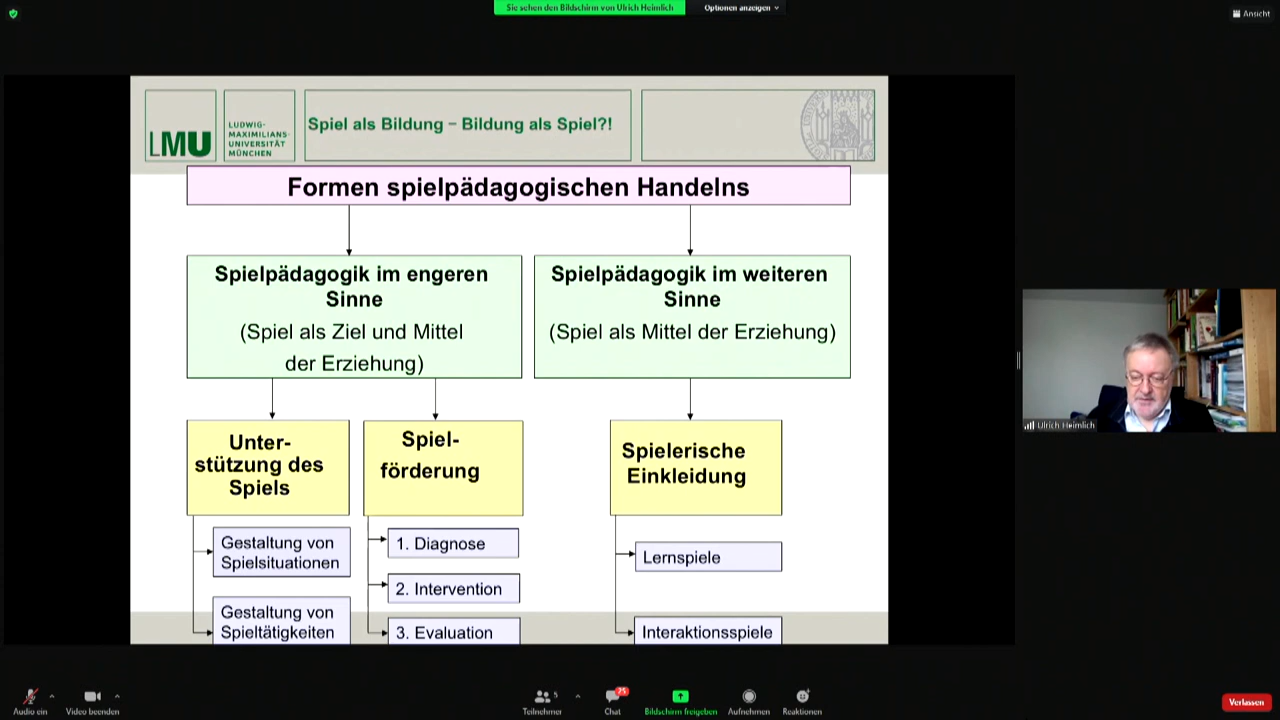 Sie sehen den Bildschirm von Ulrich Heimlich
Optionen anzeigen
Ansicht
LMU
LUDWIG-
MAXIMILIANS-
UNIVERSITÄT
MÜNCHEN
Spiel als Bildung – Bildung als Spiel?!
Formen spielpädagogischen Handelns
Spielpädagogik im engeren
Sinne
(Spiel als Ziel und Mittel
der Erziehung)
Spielpädagogik im weiteren
Sinne
(Spiel als Mittel der Erziehung)
Unter-
stützung des
Spiels
Spiel-
förderung
Spielerische
Einkleidung
Gestaltung von
Spielsituationen
Gestaltung von
Spieltätigkeiten
1. Diagnose
2. Intervention
3. Evaluation
Lernspiele
Interaktionsspiele
Ulrich Heimlich
Audio ein
Video beenden
5
Teilnehmer
25
Chat
Bildschirm freigeben
Aufnehmen
Reaktionen
Verlassen